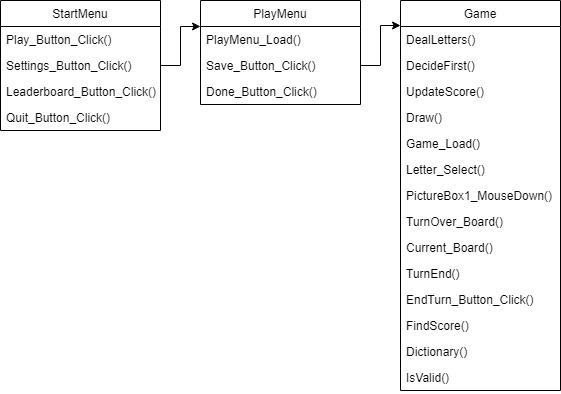 StartMenu
Play_Button_Click()
Settings_Button_Click()
Leaderboard_Button_Click()
Quit_Button_Click()
PlayMenu
PlayMenu_Load()
Save_Button_Click()
Done_Button_Click()
Game
DealLetters()
DecideFirst()
UpdateScore()
Draw()
Game_Load()
Letter_Select()
PictureBox1_MouseDown()
TurnOver_Board()
Current_Board()
TurnEnd()
EndTurn_Button_Click()
FindScore()
Dictionary()
IsValid()